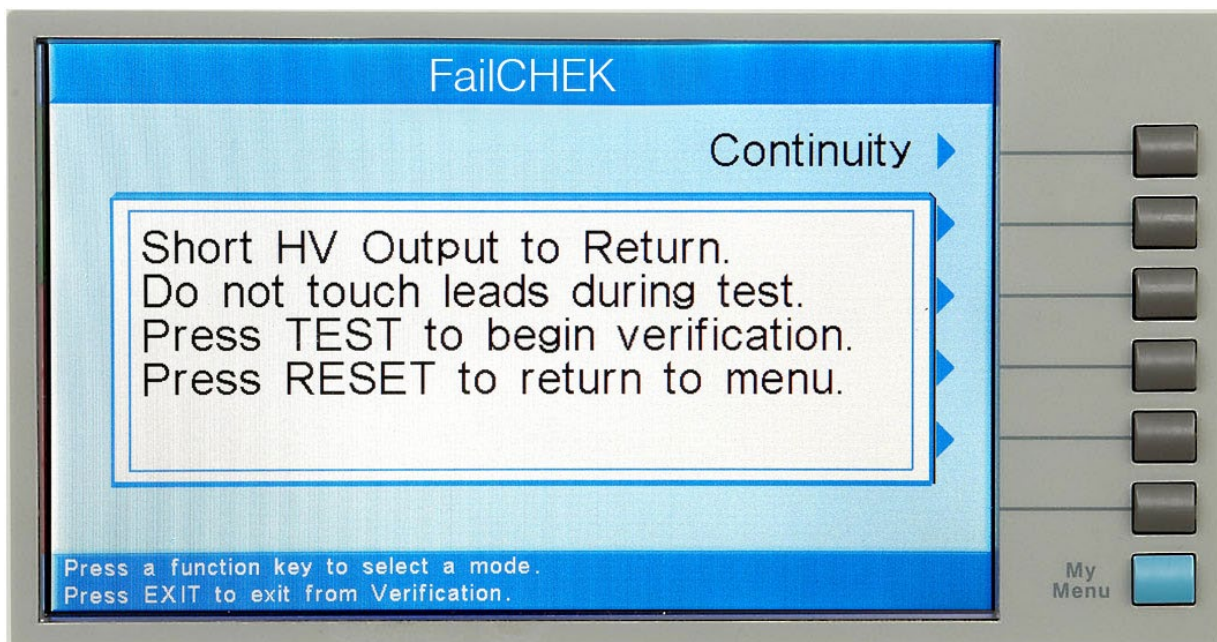 FailCHEK
Continuity
Short HV Output to Return.
Do not touch leads during test.
Press TEST to begin verification.
Press RESET to return to menu.
Press a function key to select a mode.
Press EXIT to exit from Verification.
My
Menu